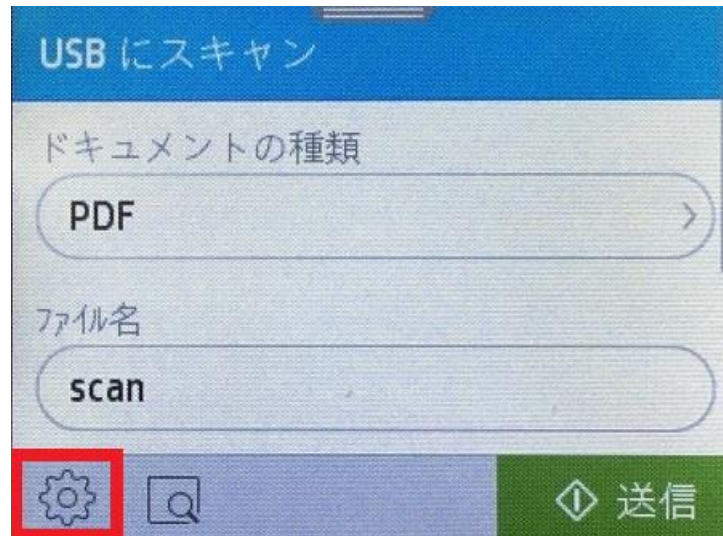 USB にスキャン
ドキュメントの種類
PDF
ファイル名
scan
送信